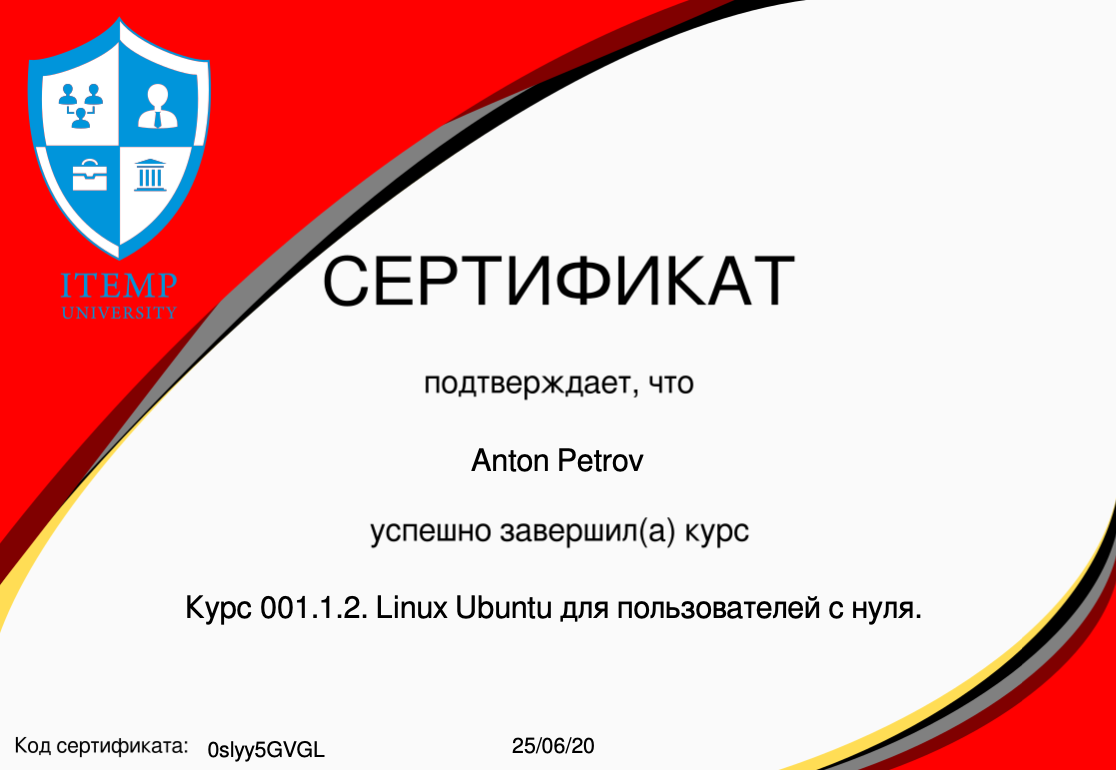 ITEMP
UNIVERSITY
СЕРТИФИКАТ
подтверждает, что
Anton Petrov
успешно завершил(а) курс
Курс 001.1.2. Linux Ubuntu для пользователей с нуля.
Код сертификата: 0slyy5GVGL 25/06/20